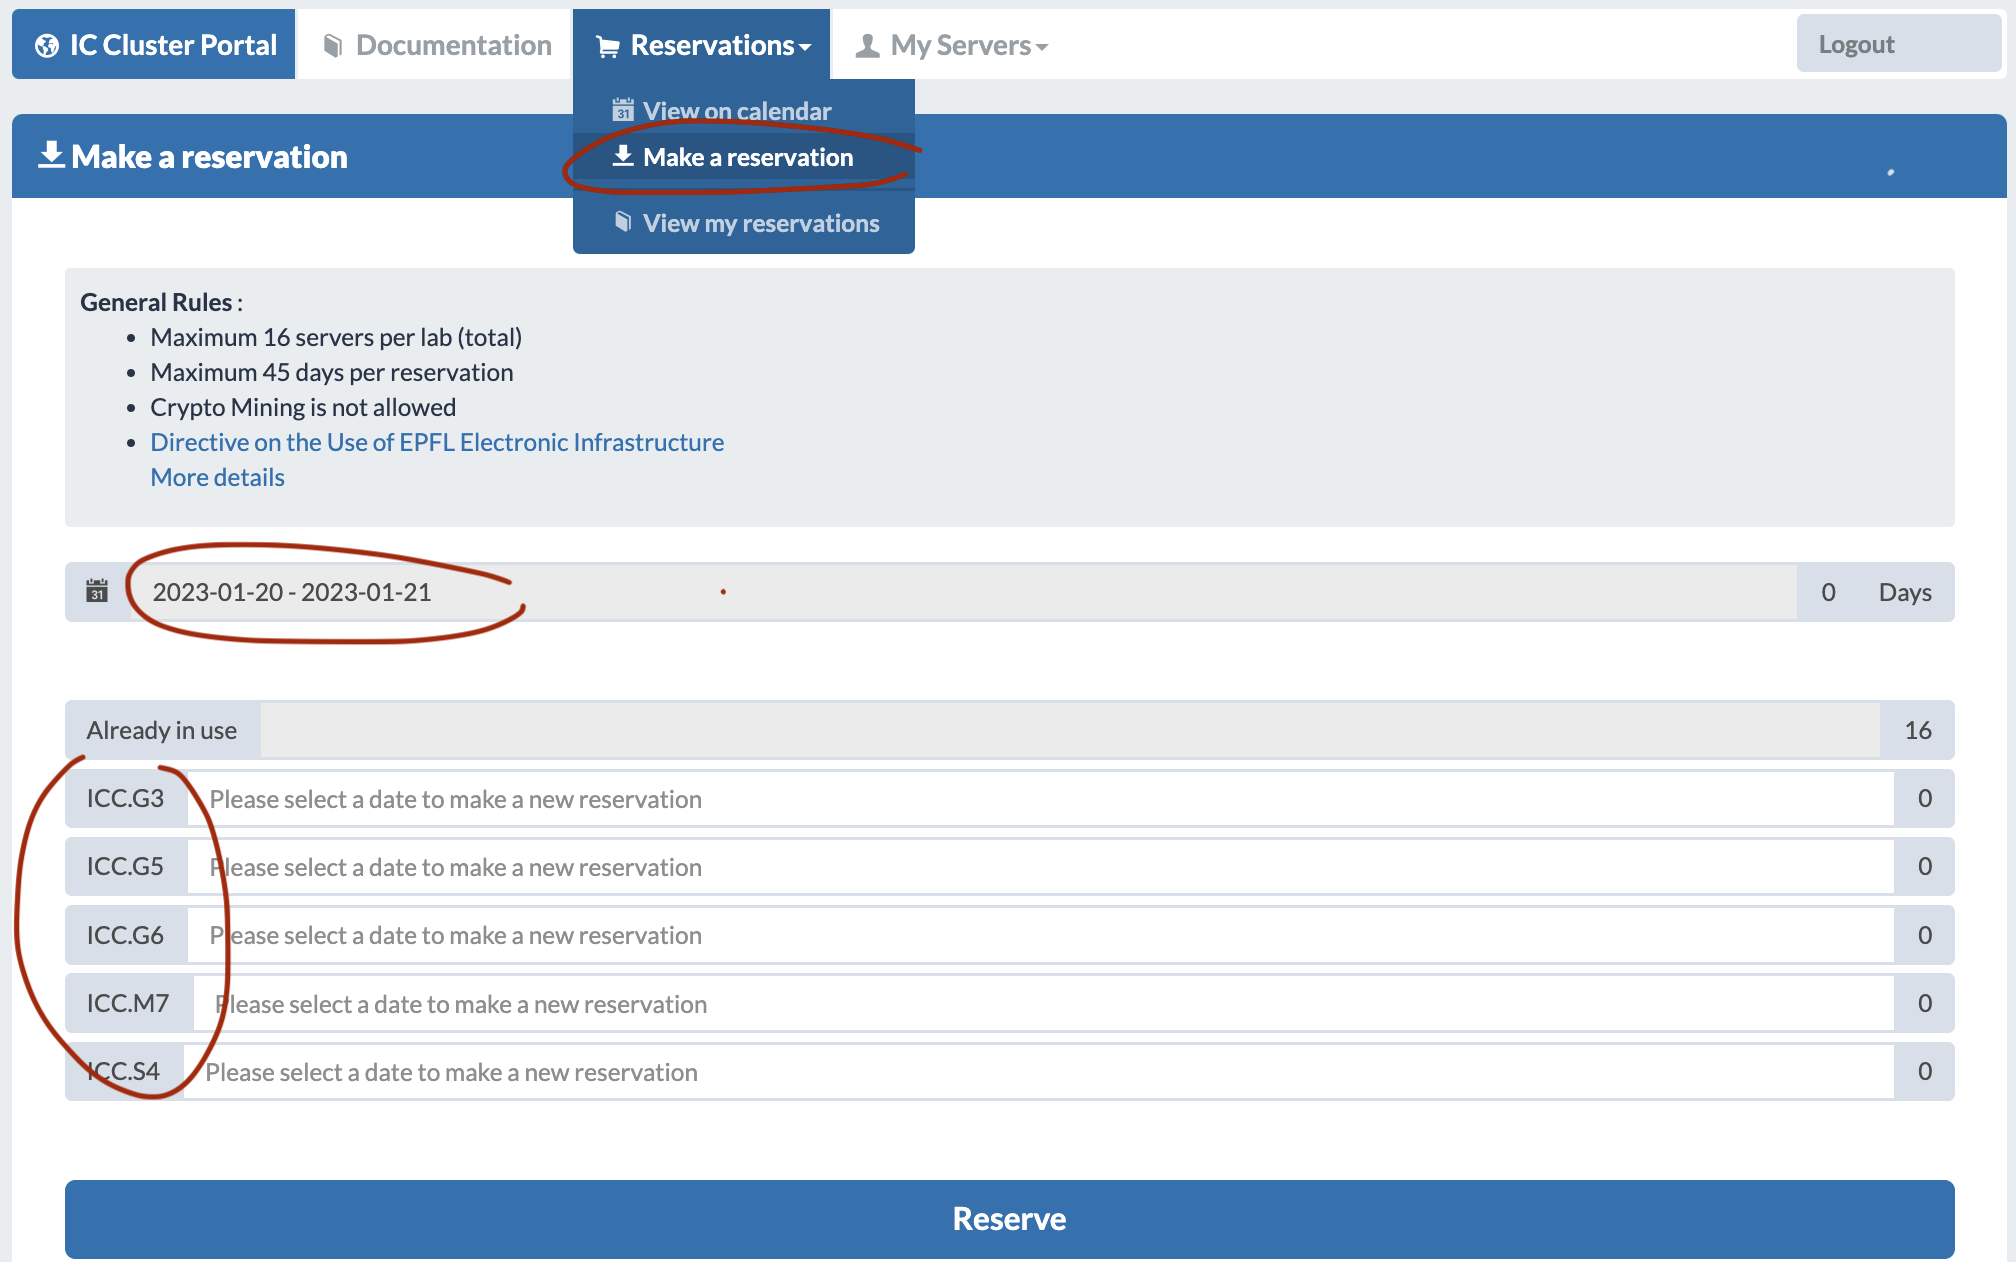 IC Cluster Portal Documentation Reservations My Servers Logout
View on calendar
Make a reservation
View my reservations
Make a reservation
General Rules :
Maximum 16 servers per lab (total)
Maximum 45 days per reservation
Crypto Mining is not allowed
Directive on the Use of EPFL Electronic Infrastructure
More details
31 2023-01-20 - 2023-01-21 0 Days
Already in use 16
ICC.G3 Please select a date to make a new reservation 0
ICC.G5 Please select a date to make a new reservation 0
ICC.G6 Please select a date to make a new reservation 0
ICC.M7 Please select a date to make a new reservation 0
ICC.S4 Please select a date to make a new reservation 0
Reserve